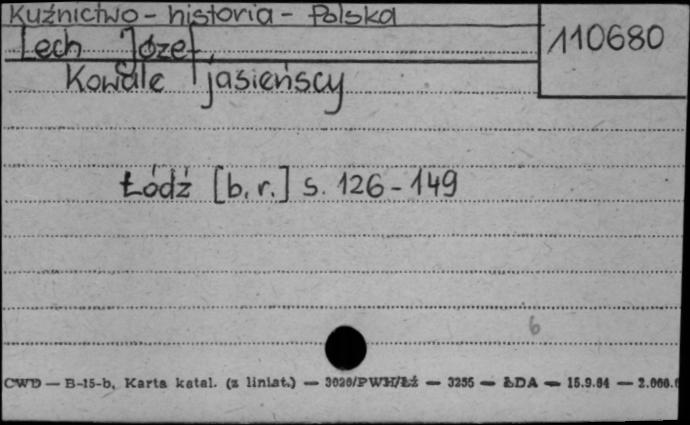 Kuźnictwo - historia - Polska
110680
Lech Józef
Kowale jasieńscy
Łódź [b.r.] s. 126-149
6
CWD — B-15-b, Karta katal. (z liniat.) — 3020/PWH/Łź — 3255 — ŁDA — 15.9.64 — 2.000.0